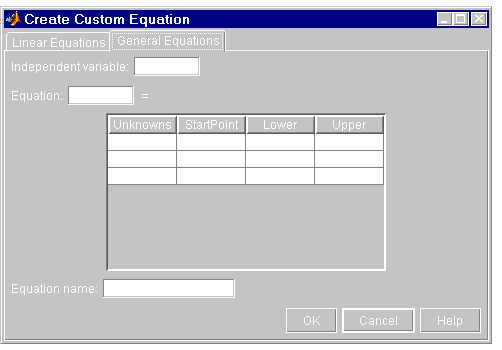 Create Custom Equation
Linear Equations General Equations
Independent variable:
Equation: =
Unknowns StartPoint Lower Upper
Equation name:
OK Cancel Help